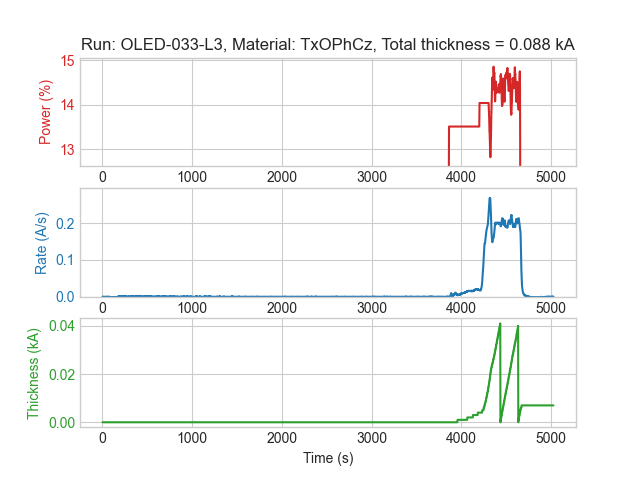 Run: OLED-033-L3, Material: TxOPhCz, Total thickness = 0.088 kA
15
14
13
Power (%)
0 1000 2000 3000 4000 5000
0.2
0.1
0.0
Rate (A/s)
0 1000 2000 3000 4000 5000
0.04
0.02
0.00
Thickness (kA)
0 1000 2000 3000 4000 5000
Time (s)